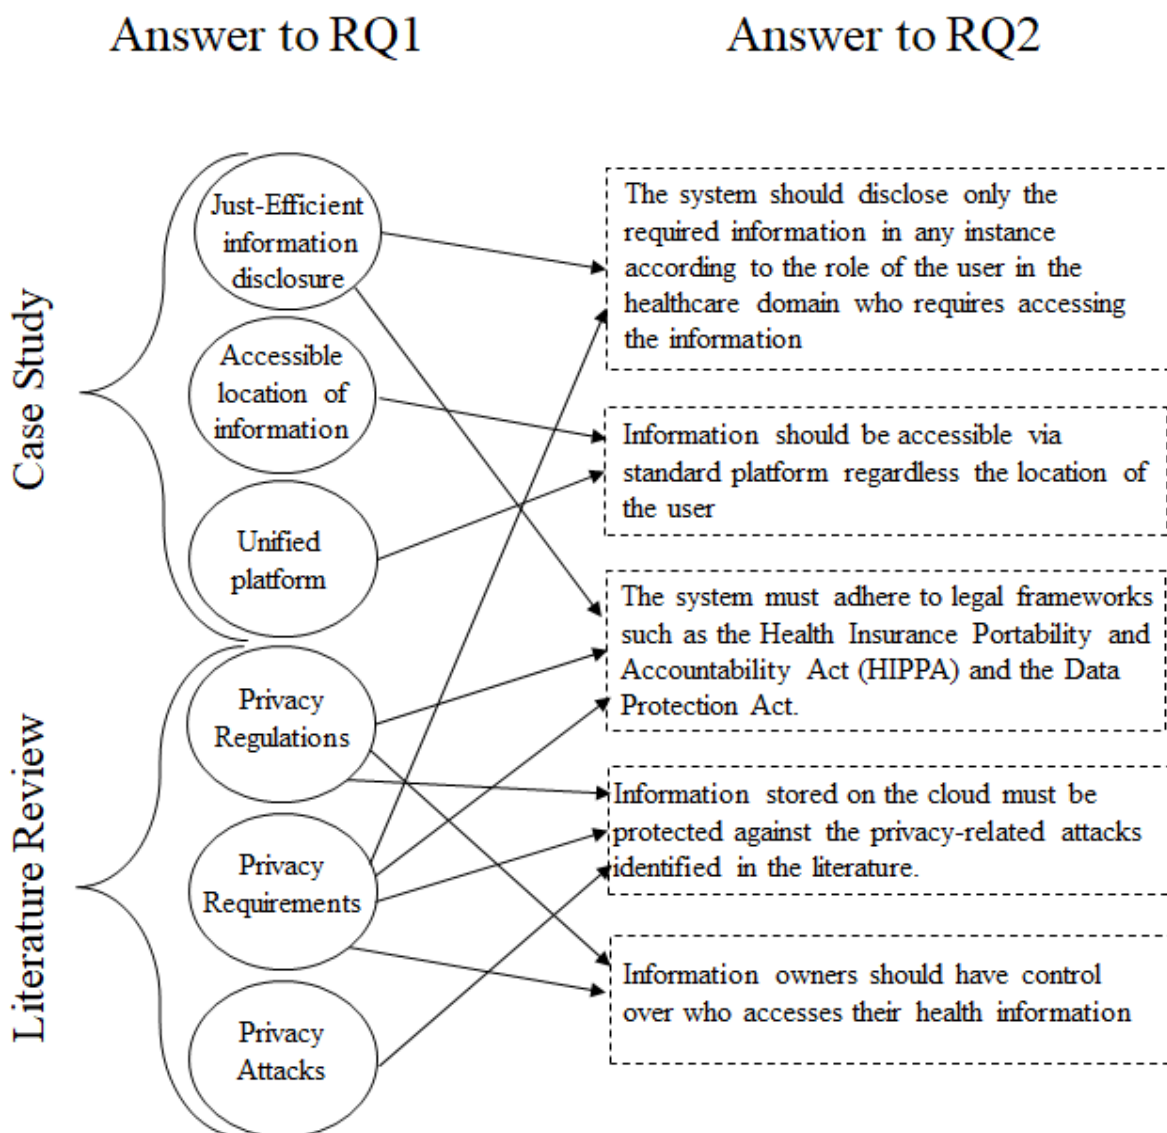 Answer to RQ1
Answer to RQ2
Case Study
Just-Efficient
information
disclosure
Accessible
location of
information
Unified
platform
Literature Review
Privacy
Regulations
Privacy
Requirements
Privacy
Attacks
The system should disclose only the
required information in any instance
according to the role of the user in the
healthcare domain who requires accessing
the information
Information should be accessible via
standard platform regardless the location of
the user
The system must adhere to legal frameworks
such as the Health Insurance Portability and
Accountability Act (HIPPA) and the Data
Protection Act.
Information stored on the cloud must be
protected against the privacy-related attacks
identified in the literature.
Information owners should have control
over who accesses their health information